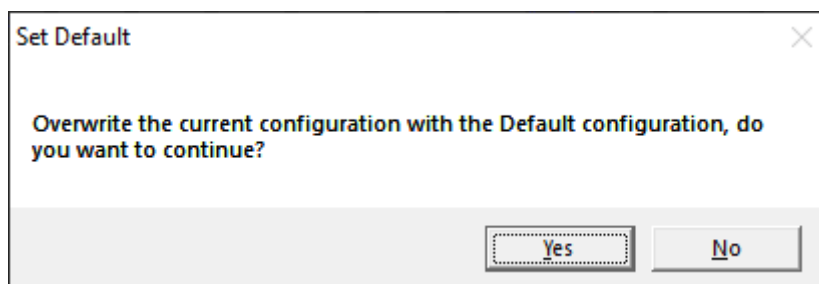 Set Default
Overwrite the current configuration with the Default configuration, do
you want to continue?
Yes
No